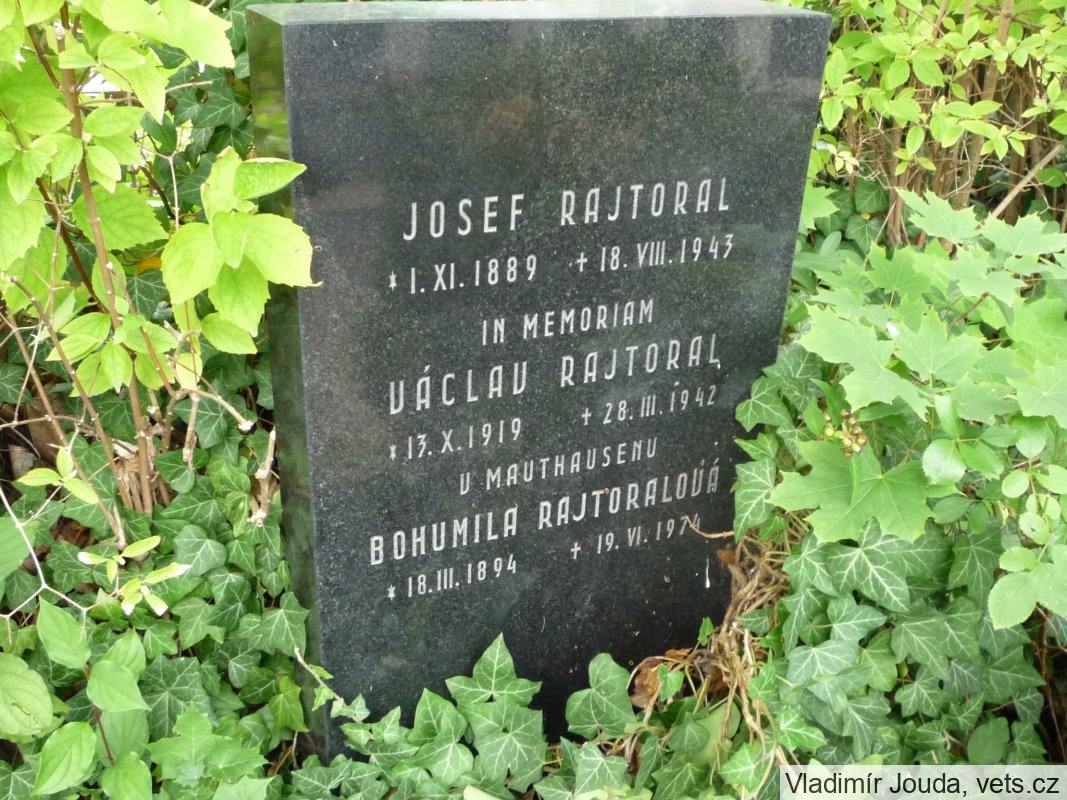 JOSEF RAJTORAL
* 1. XI. 1889 + 18. VIII. 1943
IN MEMORIAM
VÁCLAV RAJTORAL
* 13. X. 1919 + 28. III. 1942
V MAUTHAUSENU
BOHUMILA RAJTORALOVÁ
* 18. III. 1894 + 19. VI. 1974
Vladimír Jouda, vets.cz